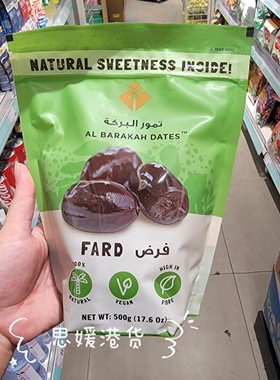 NATURAL SWEETNESS INSIDE!
تمور البركة
AL BARAKAH DATES™
FARD فرض
100%
NATURAL
VEGAN
HIGH IN
FIBRE
NET WT: 500g (17.6 Oz)
思媛港货